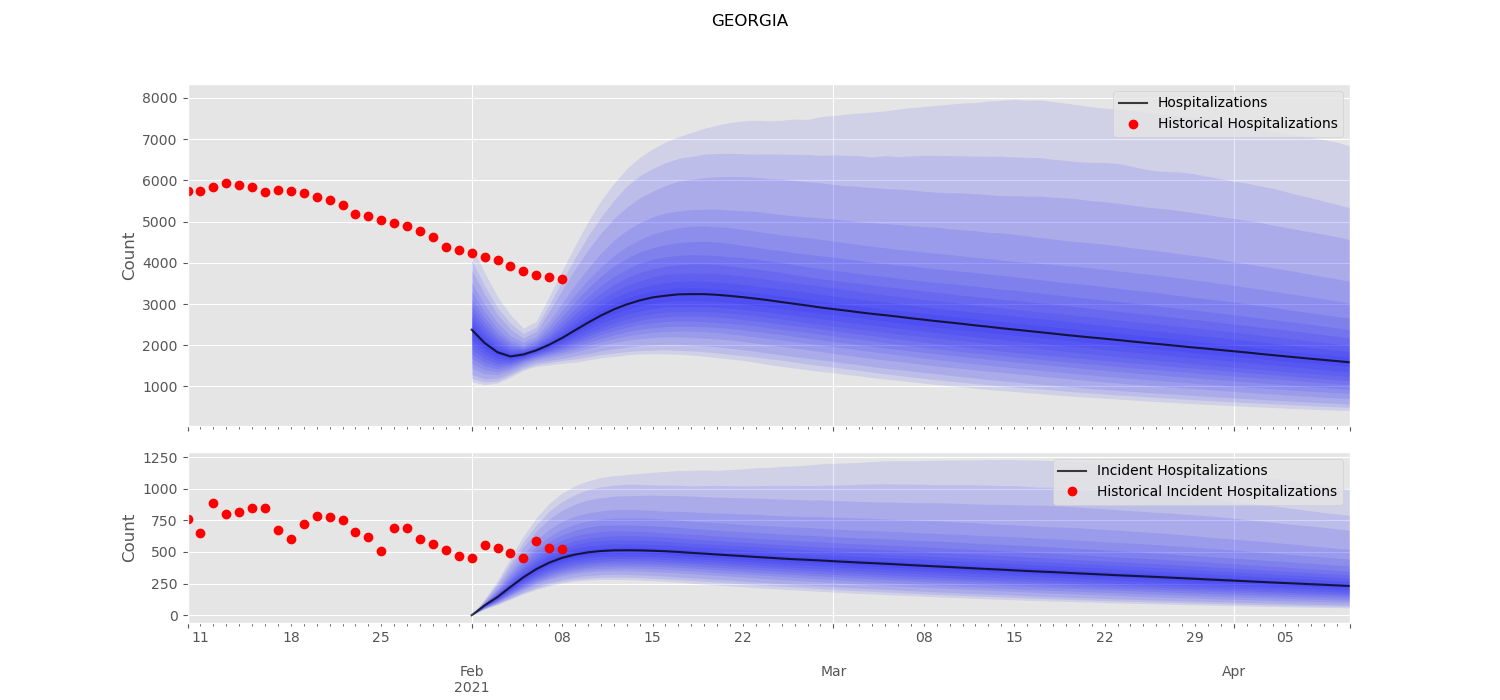 GEORGIA
8000
7000
6000
5000
4000
3000
2000
1000
Count
Hospitalizations
Historical Hospitalizations
1250
1000
750
500
250
0
Count
Incident Hospitalizations
Historical Incident Hospitalizations
11 18 25 08 15 22 08 15 22 29 05
Feb Mar Apr
2021